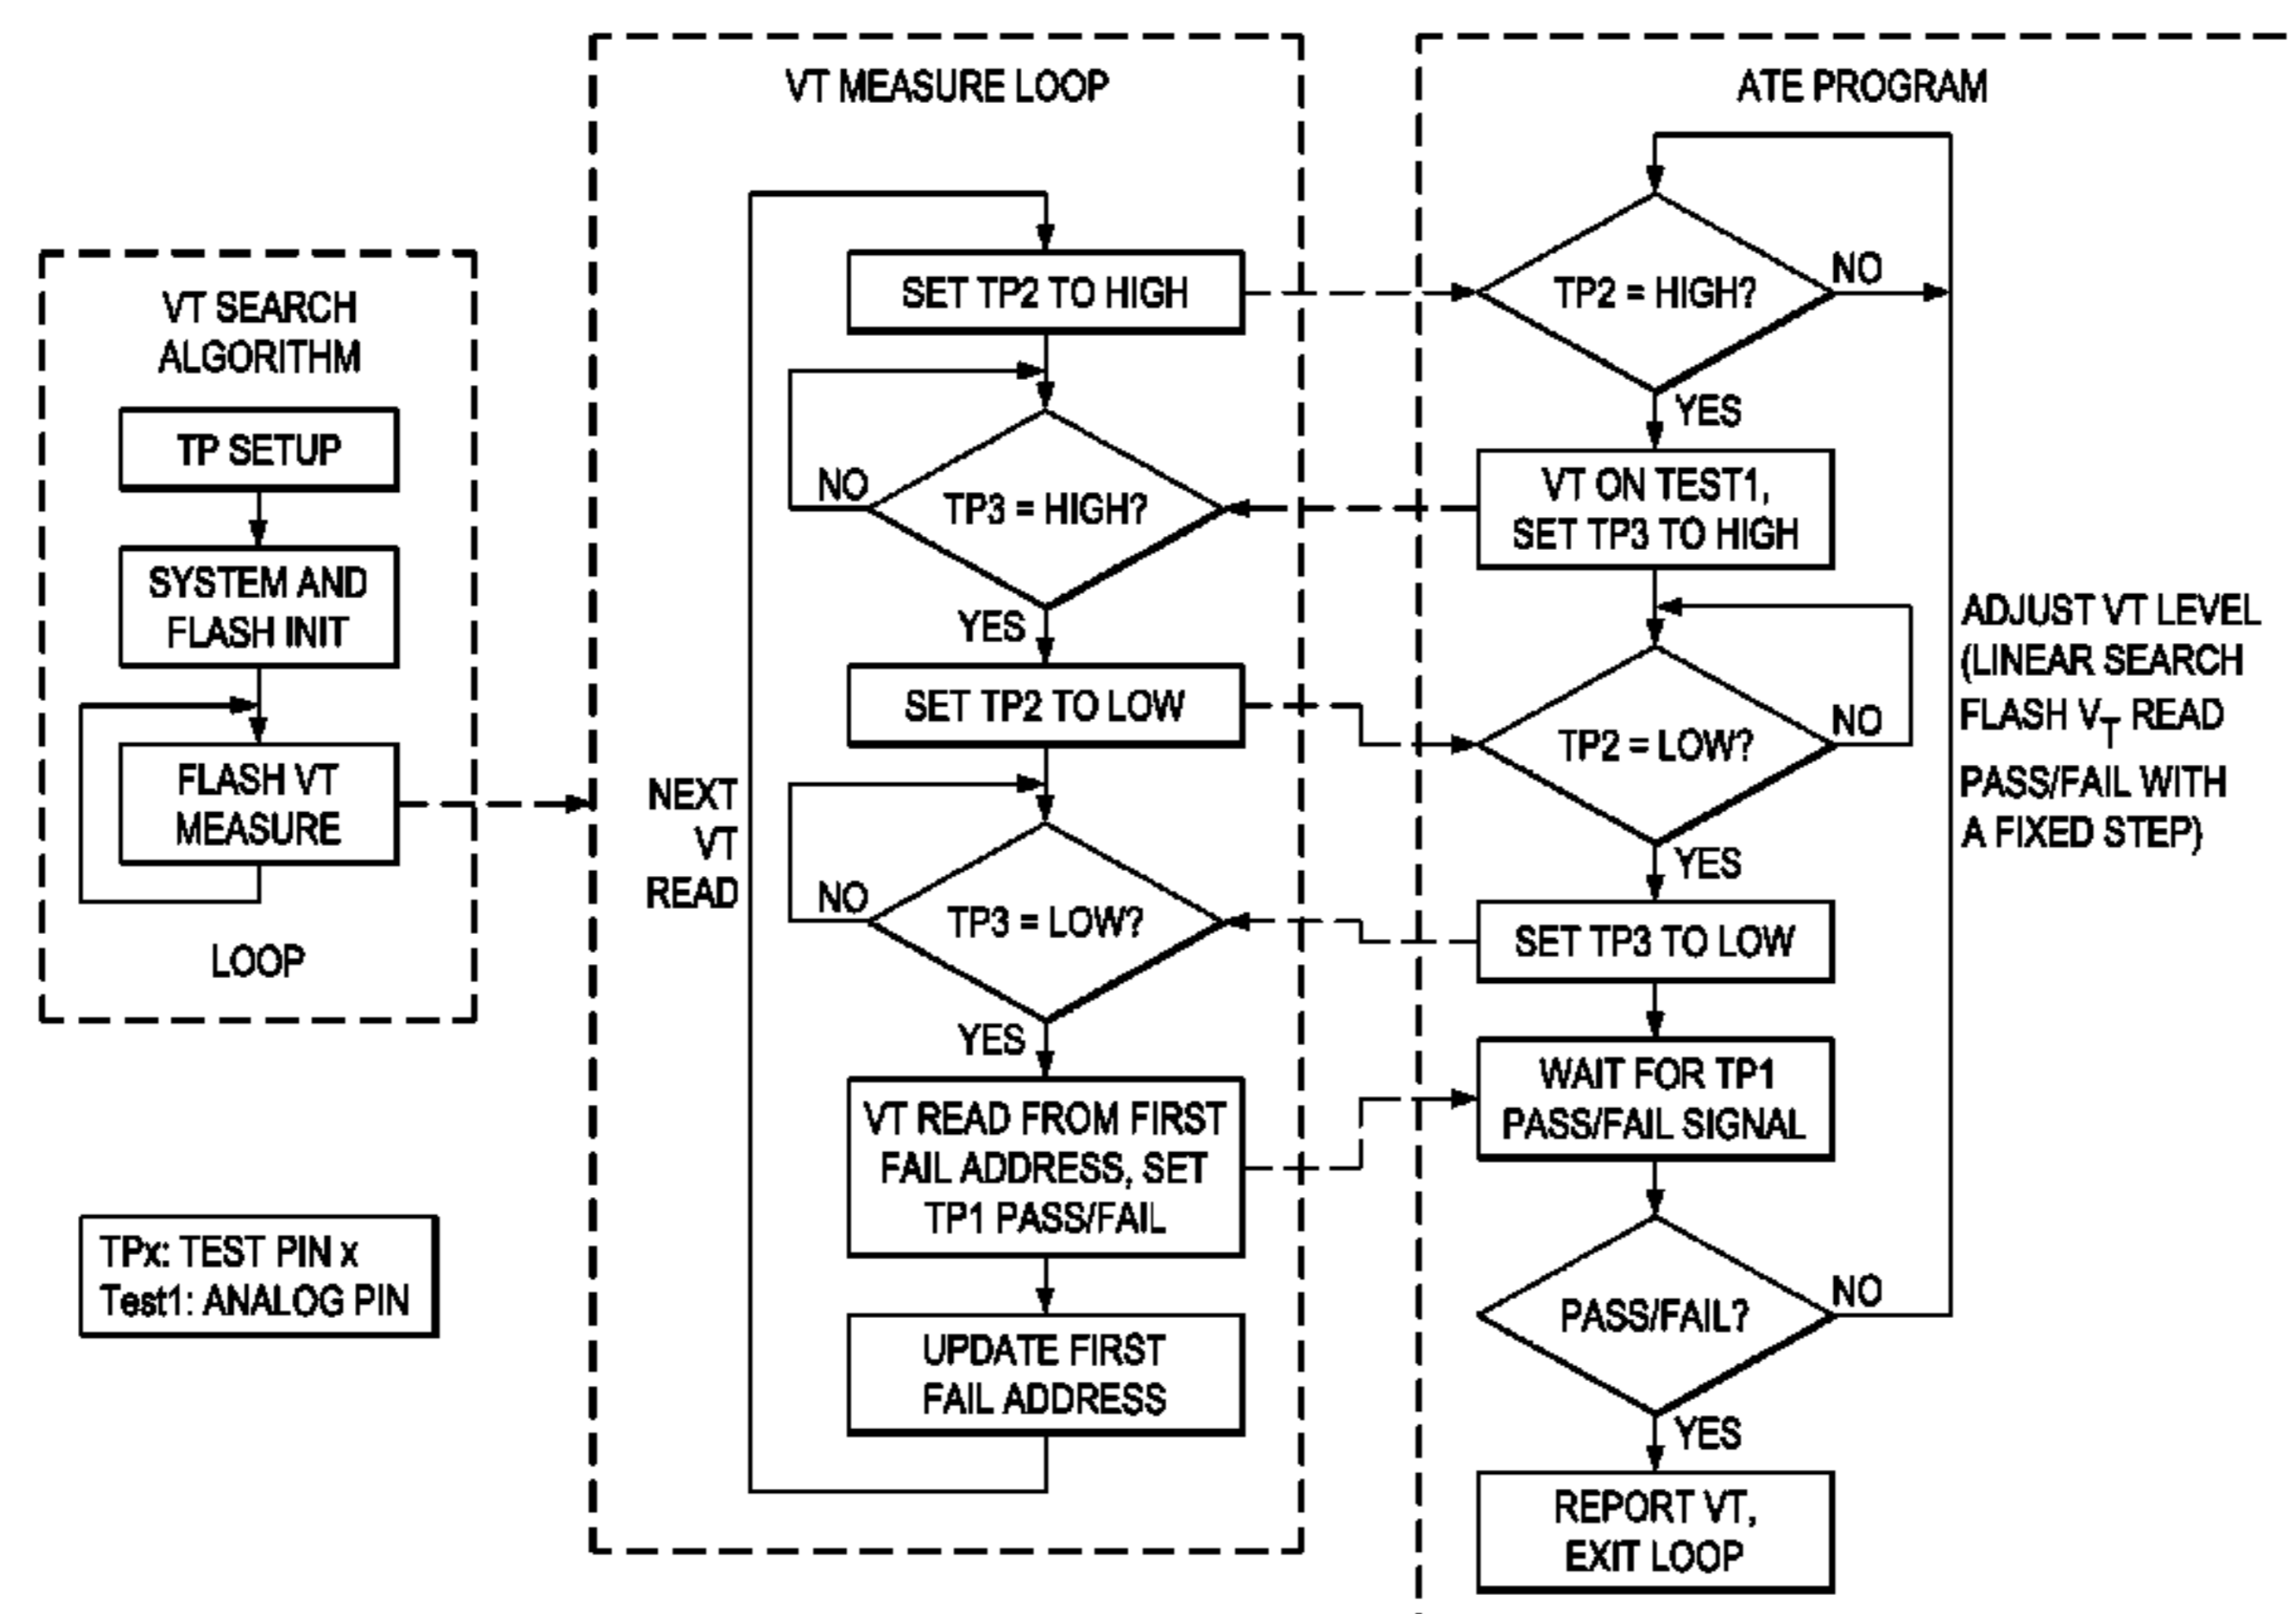 VT SEARCH
ALGORITHM
TP SETUP
SYSTEM AND
FLASH INIT
FLASH VT
MEASURE
LOOP
TPx: TEST PIN x
Test1: ANALOG PIN
VT MEASURE LOOP
SET TP2 TO HIGH
TP3 = HIGH?
NO
YES
SET TP2 TO LOW
NEXT
VT
READ
TP3 = LOW?
NO
YES
VT READ FROM FIRST
FAIL ADDRESS, SET
TP1 PASS/FAIL
UPDATE FIRST
FAIL ADDRESS
ATE PROGRAM
TP2 = HIGH?
NO
YES
VT ON TEST1,
SET TP3 TO HIGH
TP2 = LOW?
NO
YES
SET TP3 TO LOW
WAIT FOR TP1
PASS/FAIL SIGNAL
PASS/FAIL?
NO
YES
REPORT VT,
EXIT LOOP
ADJUST VT LEVEL
(LINEAR SEARCH
FLASH V_T READ
PASS/FAIL WITH
A FIXED STEP)